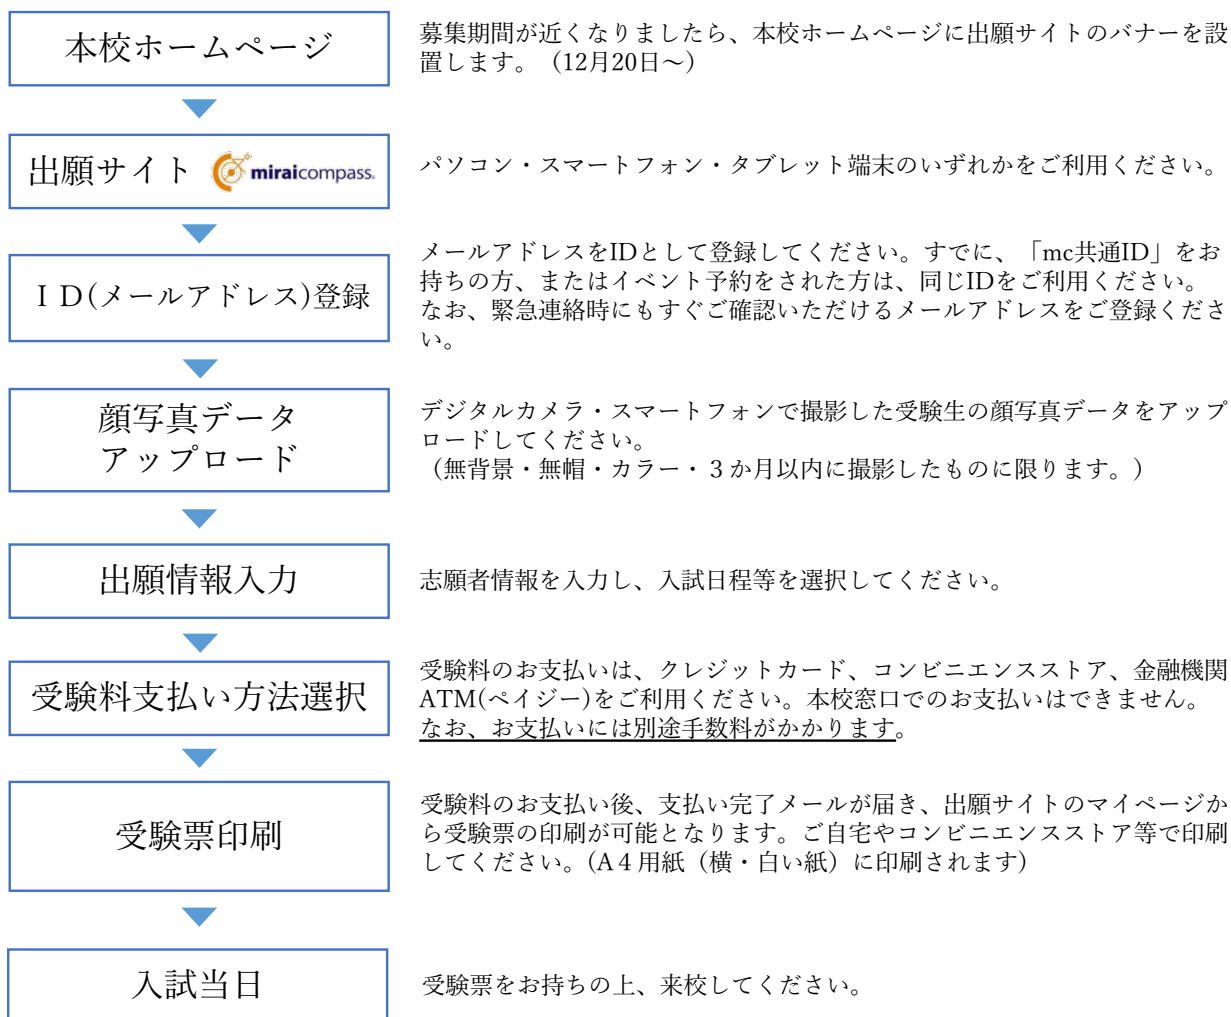 本校ホームページ
募集期間が近くなりましたら、本校ホームページに出願サイトのバナーを設
置します。（12月20日～）
出願サイト miraicompass
パソコン・スマートフォン・タブレット端末のいずれかをご利用ください。
ＩＤ(メールアドレス)登録
メールアドレスをIDとして登録してください。すでに、「mc共通ID」をお
持ちの方、またはイベント予約をされた方は、同じIDをご利用ください。
なお、緊急連絡時にもすぐご確認いただけるメールアドレスをご登録くださ
い。
顔写真データ
アップロード
デジタルカメラ・スマートフォンで撮影した受験生の顔写真データをアップ
ロードしてください。
（無背景・無帽・カラー・３か月以内に撮影したものに限ります。）
出願情報入力
志願者情報を入力し、入試日程等を選択してください。
受験料支払い方法選択
受験料のお支払いは、クレジットカード、コンビニエンスストア、金融機関
ATM(ペイジー)をご利用ください。本校窓口でのお支払いはできません。
なお、お支払いには別途手数料がかかります。
受験票印刷
受験料のお支払い後、支払い完了メールが届き、出願サイトのマイページか
ら受験票の印刷が可能となります。ご自宅やコンビニエンスストア等で印刷
してください。(A４用紙（横・白い紙）に印刷されます)
入試当日
受験票をお持ちの上、来校してください。